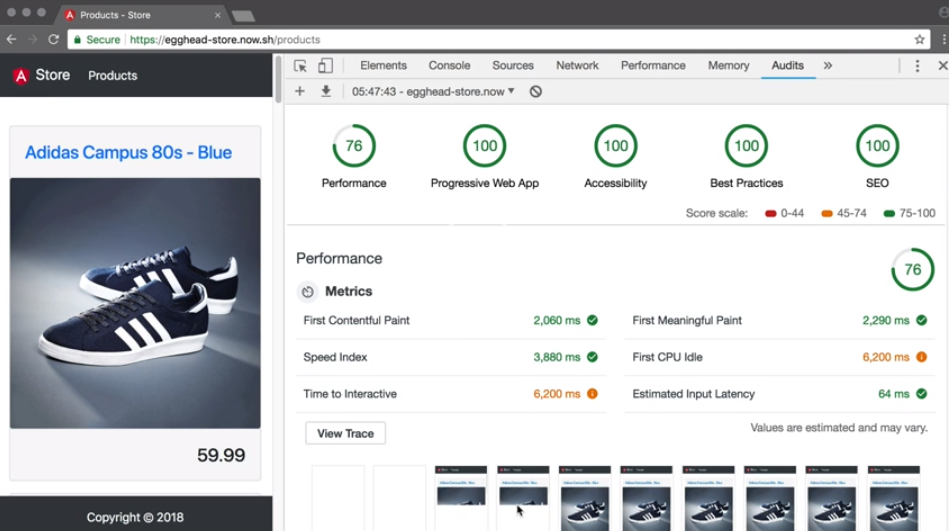 Products - Store
Secure https://egghead-store.now.sh/products
A Store Products
Elements Console Sources Network Performance Memory Audits »
05:47:43 - egghead-store.now
Adidas Campus 80s - Blue
76 100 100 100 100
Performance Progressive Web App Accessibility Best Practices SEO
Score scale: 0-44 45-74 75-100
Performance
76
Metrics
First Contentful Paint 2,060 ms First Meaningful Paint 2,290 ms
Speed Index 3,880 ms First CPU Idle 6,200 ms
Time to Interactive 6,200 ms Estimated Input Latency 64 ms
View Trace Values are estimated and may vary.
59.99
Copyright © 2018